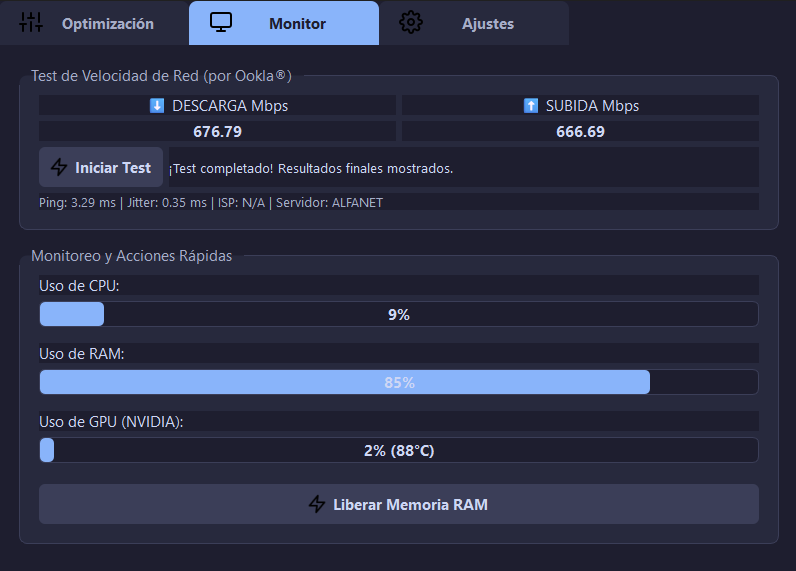 Optimización
Monitor
Ajustes
Test de Velocidad de Red (por Ookla®)
DESCARGA Mbps
SUBIDA Mbps
676.79
666.69
Iniciar Test
¡Test completado! Resultados finales mostrados.
Ping: 3.29 ms | Jitter: 0.35 ms | ISP: N/A | Servidor: ALFANET
Monitoreo y Acciones Rápidas
Uso de CPU:
9%
Uso de RAM:
85%
Uso de GPU (NVIDIA):
2% (88°C)
Liberar Memoria RAM